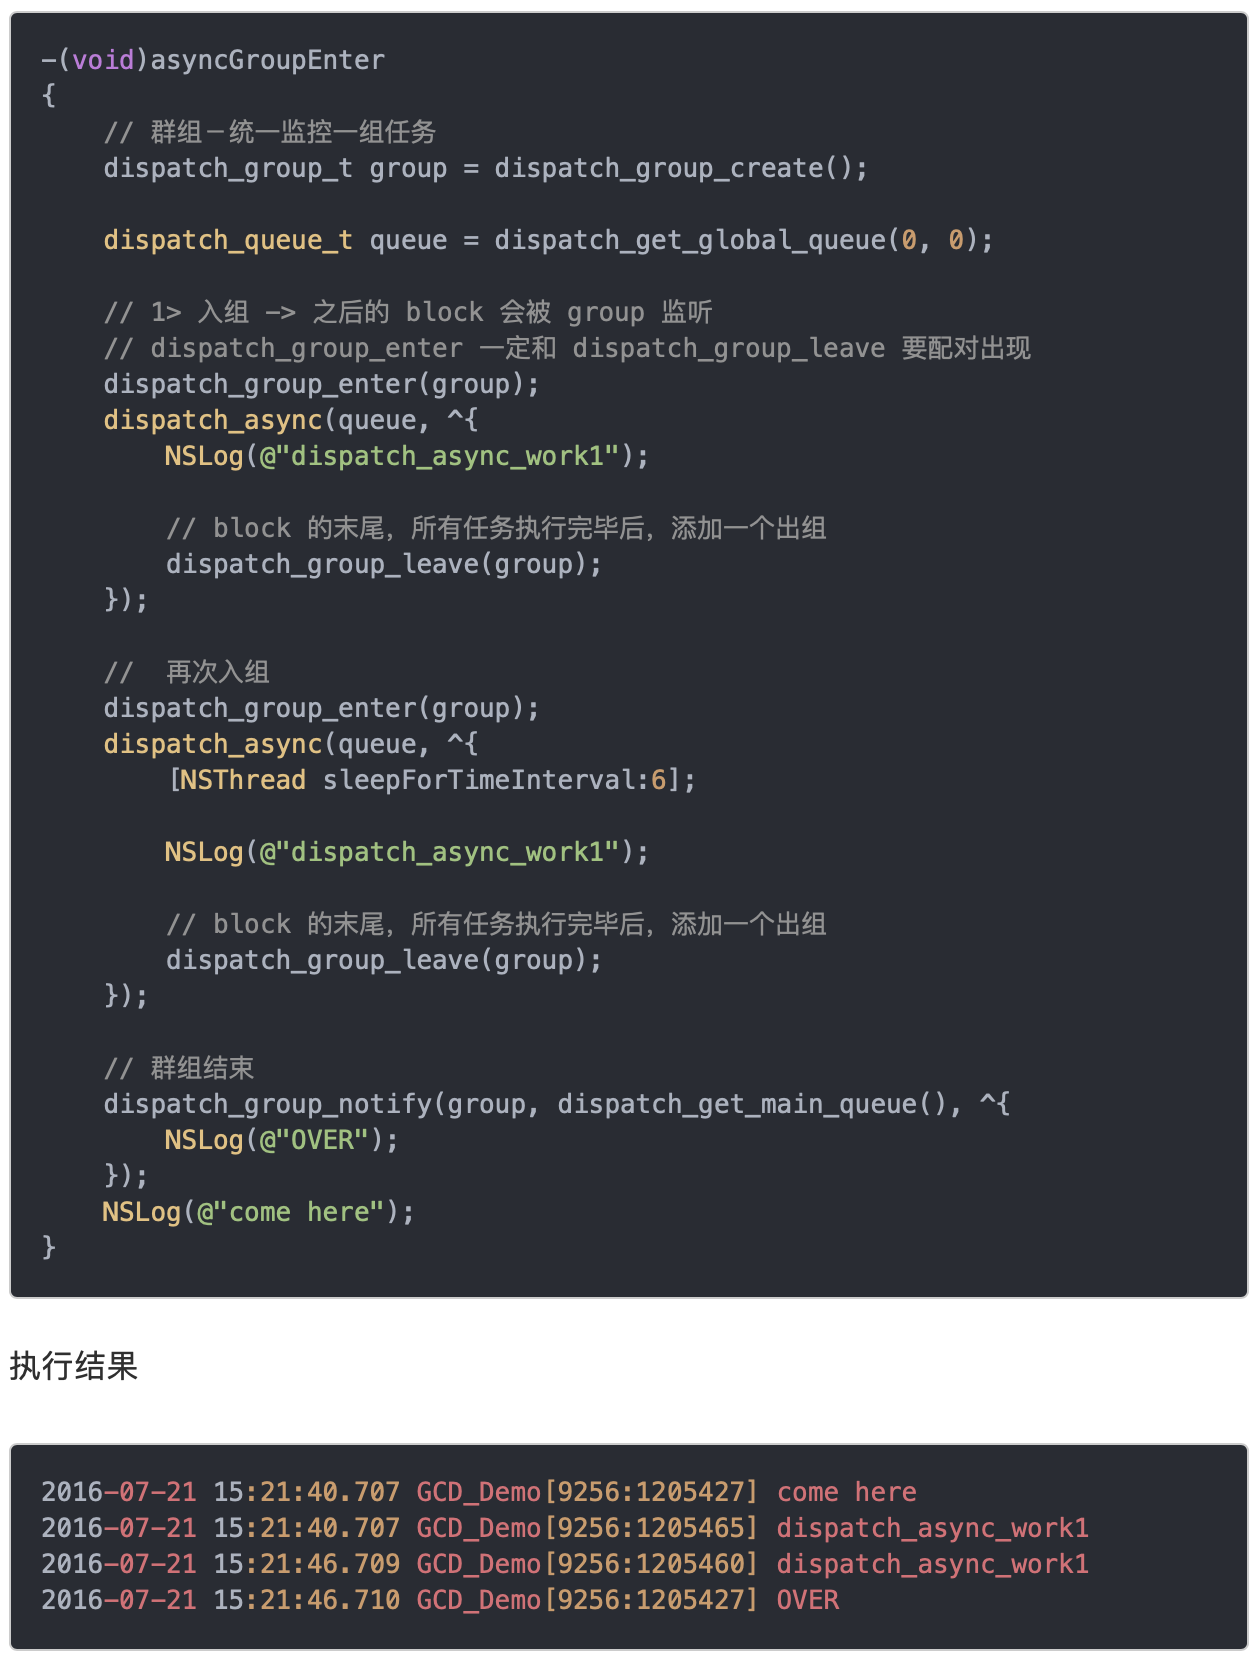 -(void)asyncGroupEnter
{
    // 群组－统一监控一组任务
    dispatch_group_t group = dispatch_group_create();

    dispatch_queue_t queue = dispatch_get_global_queue(0, 0);

    // 1> 入组 -> 之后的 block 会被 group 监听
    // dispatch_group_enter 一定和 dispatch_group_leave 要配对出现
    dispatch_group_enter(group);
    dispatch_async(queue, ^{
        NSLog(@"dispatch_async_work1");

        // block 的末尾，所有任务执行完毕后，添加一个出组
        dispatch_group_leave(group);
    });

    //  再次入组
    dispatch_group_enter(group);
    dispatch_async(queue, ^{
        [NSThread sleepForTimeInterval:6];

        NSLog(@"dispatch_async_work1");

        // block 的末尾，所有任务执行完毕后，添加一个出组
        dispatch_group_leave(group);
    });

    // 群组结束
    dispatch_group_notify(group, dispatch_get_main_queue(), ^{
        NSLog(@"OVER");
    });
    NSLog(@"come here");
}
执行结果
2016-07-21 15:21:40.707 GCD_Demo[9256:1205427] come here
2016-07-21 15:21:40.707 GCD_Demo[9256:1205465] dispatch_async_work1
2016-07-21 15:21:46.709 GCD_Demo[9256:1205460] dispatch_async_work1
2016-07-21 15:21:46.710 GCD_Demo[9256:1205427] OVER